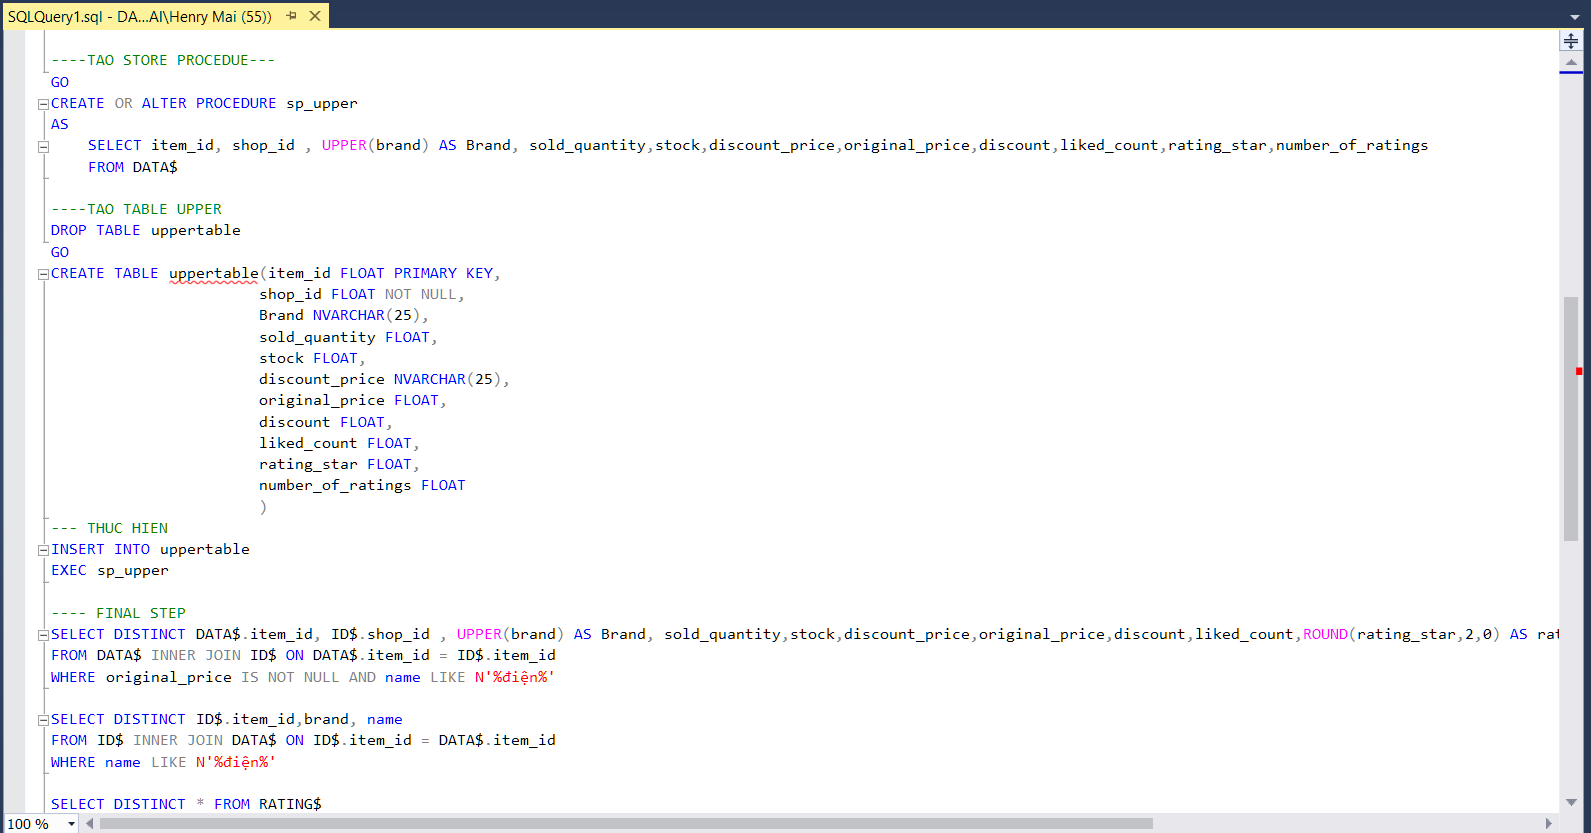 SQLQuery1.sql - DA...AI\Henry Mai (55))
----TAO STORE PROCEDUE---
GO
CREATE OR ALTER PROCEDURE sp_upper
AS
SELECT item_id, shop_id , UPPER(brand) AS Brand, sold_quantity,stock,discount_price,original_price,discount,liked_count,rating_star,number_of_ratings
FROM DATA$
----TAO TABLE UPPER
DROP TABLE uppertable
GO
CREATE TABLE uppertable(item_id FLOAT PRIMARY KEY,
shop_id FLOAT NOT NULL,
Brand NVARCHAR(25),
sold_quantity FLOAT,
stock FLOAT,
discount_price NVARCHAR(25),
original_price FLOAT,
discount FLOAT,
liked_count FLOAT,
rating_star FLOAT,
number_of_ratings FLOAT
)
--- THUC HIEN
INSERT INTO uppertable
EXEC sp_upper
---- FINAL STEP
SELECT DISTINCT DATA$.item_id, ID$.shop_id , UPPER(brand) AS Brand, sold_quantity,stock,discount_price,original_price,discount,liked_count,ROUND(rating_star,2,0) AS rat
FROM DATA$ INNER JOIN ID$ ON DATA$.item_id = ID$.item_id
WHERE original_price IS NOT NULL AND name LIKE N'%điện%'
SELECT DISTINCT ID$.item_id,brand, name
FROM ID$ INNER JOIN DATA$ ON ID$.item_id = DATA$.item_id
WHERE name LIKE N'%điện%'
SELECT DISTINCT * FROM RATING$
100 %